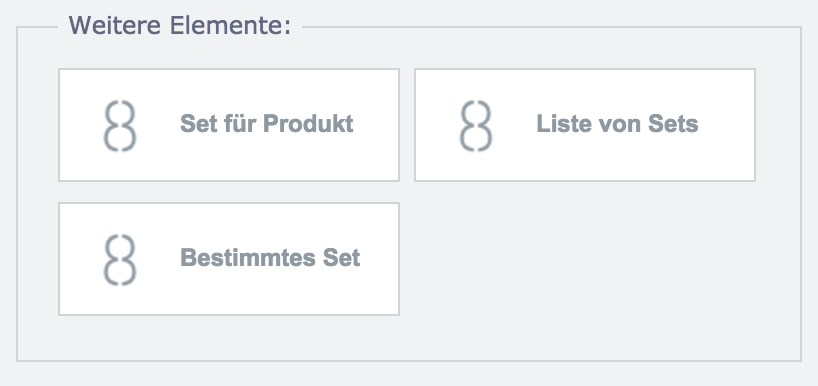 Weitere Elemente:
Set für Produkt
Liste von Sets
Bestimmtes Set